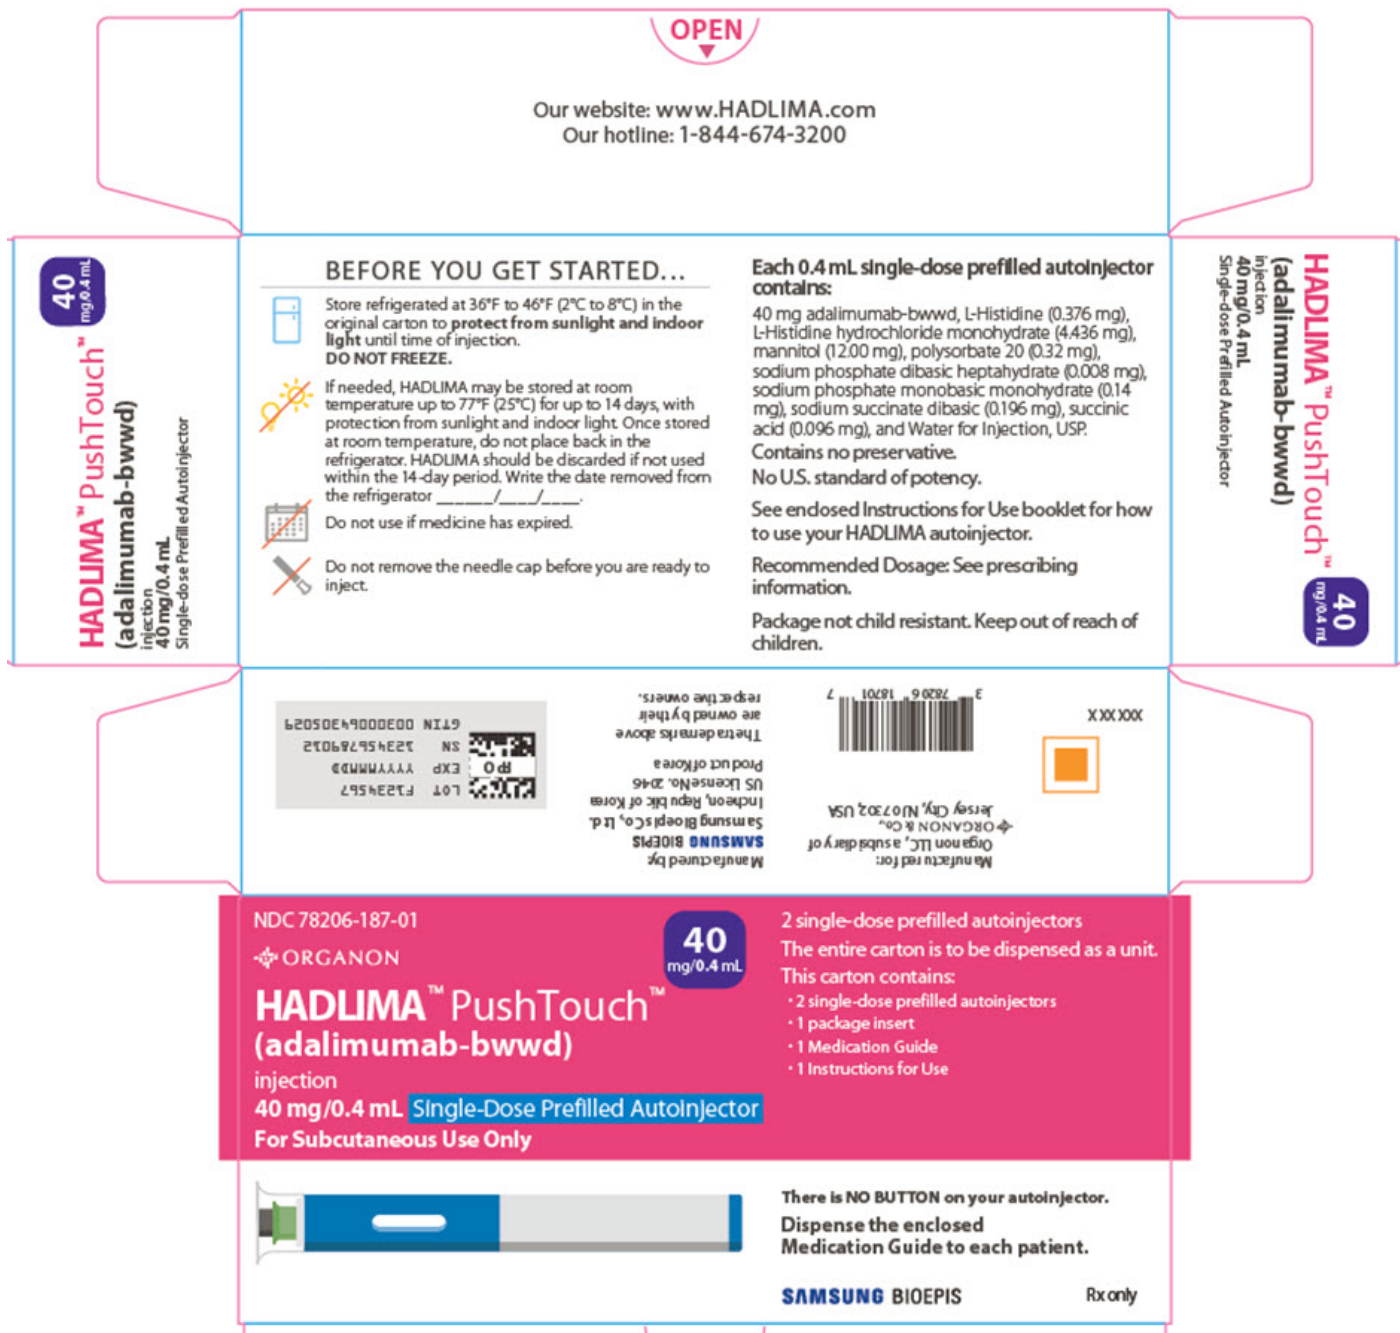 OPEN
Our website: www.HADLIMA.com
Our hotline: 1-844-674-3200
40
mg/0.4 mL
HADLIMA™ PushTouch™
(adalimumab-bwwd)
injection
40 mg/0.4 mL
Single-dose Prefilled Autoinjector
BEFORE YOU GET STARTED...
Store refrigerated at 36°F to 46°F (2°C to 8°C) in the
original carton to protect from sunlight and indoor
light until time of injection.
DO NOT FREEZE.
If needed, HADLIMA may be stored at room
temperature up to 77°F (25°C) for up to 14 days, with
protection from sunlight and indoor light. Once stored
at room temperature, do not place back in the
refrigerator. HADLIMA should be discarded if not used
within the 14-day period. Write the date removed from
the refrigerator ______/____/____.
Do not use if medicine has expired.
Do not remove the needle cap before you are ready to
inject.
Each 0.4 mL single-dose prefilled autoinjector
contains:
40 mg adalimumab-bwwd, L-Histidine (0.376 mg),
L-Histidine hydrochloride monohydrate (4.436 mg),
mannitol (12.00 mg), polysorbate 20 (0.32 mg),
sodium phosphate dibasic heptahydrate (0.008 mg),
sodium phosphate monobasic monohydrate (0.14
mg), sodium succinate dibasic (0.196 mg), succinic
acid (0.096 mg), and Water for Injection, USP.
Contains no preservative.
No U.S. standard of potency.
See enclosed Instructions for Use booklet for how
to use your HADLIMA autoinjector.
Recommended Dosage: See prescribing
information.
Package not child resistant. Keep out of reach of
children.
HADLIMA™ PushTouch™
(adalimumab-bwwd)
injection
40 mg/0.4 mL
Single-dose Prefilled Autoinjector
40
mg/0.4 mL
Manufactured for:
Organon LLC, a subsidiary of
ORGANON & Co.,
Jersey City, NJ 07302, USA
3 78206 18701 7
XXXXXX
Manufactured by:
SAMSUNG BIOEPIS
Samsung Bioepis Co., Ltd.
Incheon, Republic of Korea
US License No. 2046
Product of Korea
The trademarks above
are owned by their
respective owners.
FPO
LOT F1234567
EXP YYYYMMMDD
SN 123456789012
GTIN 00300064305029
NDC 78206-187-01
ORGANON
40
mg/0.4 mL
HADLIMA™ PushTouch™
(adalimumab-bwwd)
injection
40 mg/0.4 mL Single-Dose Prefilled Autoinjector
For Subcutaneous Use Only
2 single-dose prefilled autoinjectors
The entire carton is to be dispensed as a unit.
This carton contains:
• 2 single-dose prefilled autoinjectors
• 1 package insert
• 1 Medication Guide
• 1 Instructions for Use
There is NO BUTTON on your autoinjector.
Dispense the enclosed
Medication Guide to each patient.
SAMSUNG BIOEPIS
Rx only